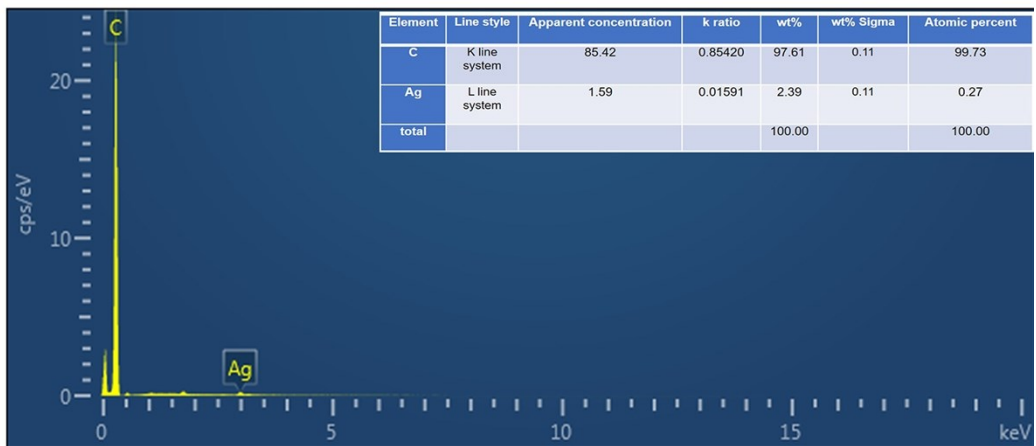 Element Line style Apparent concentration k ratio wt% wt% Sigma Atomic percent
C K line system 85.42 0.85420 97.61 0.11 99.73
Ag L line system 1.59 0.01591 2.39 0.11 0.27
total 100.00 100.00
C
20
cps/eV
10
Ag
0
0 5 10 15 keV